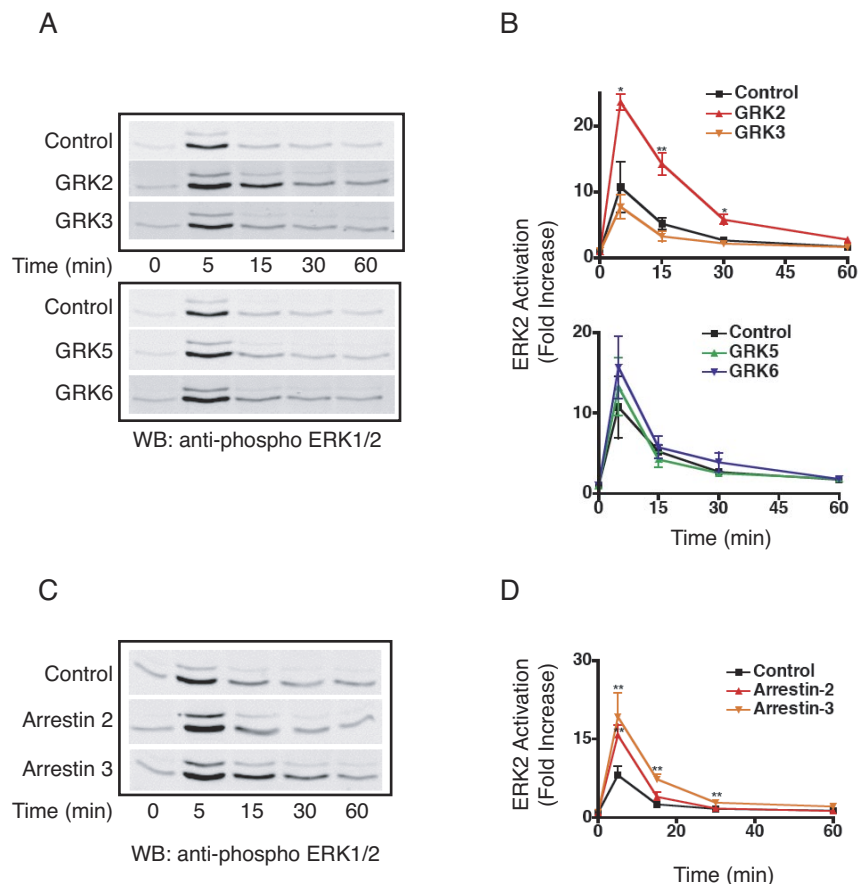 A
Control
GRK2
GRK3
Time (min) 0 5 15 30 60
Control
GRK5
GRK6
WB: anti-phospho ERK1/2
B
ERK2 Activation
(Fold Increase)
20
10
0
*
**
*
Control
GRK2
GRK3
0 15 30 45 60
20
10
0
Control
GRK5
GRK6
0 15 30 45 60
Time (min)
C
Control
Arrestin 2
Arrestin 3
Time (min) 0 5 15 30 60
WB: anti-phospho ERK1/2
D
ERK2 Activation
(Fold Increase)
30
15
0
**
**
**
**
Control
Arrestin-2
Arrestin-3
0 20 40 60
Time (min)